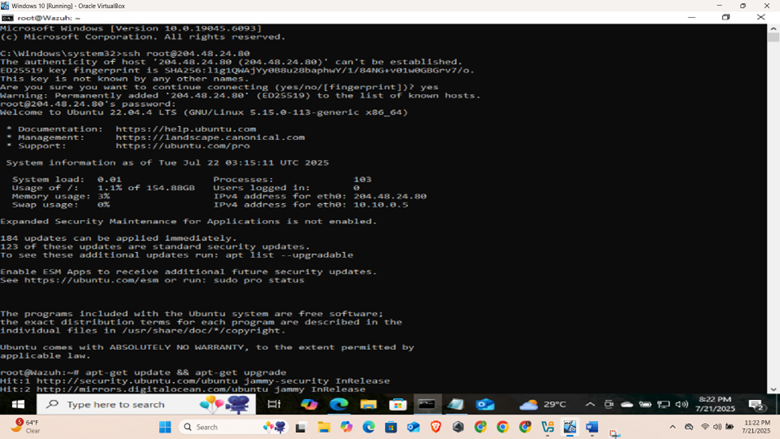 Windows 10 [Running] - Oracle VirtualBox
root@Wazuh: ~
Microsoft Windows [Version 10.0.19045.6093]
(c) Microsoft Corporation. All rights reserved.
C:\Windows\system32>ssh root@204.48.24.80
The authenticity of host '204.48.24.80 (204.48.24.80)' can't be established.
ED25519 key fingerprint is
This key is not known by any other names.
Are you sure you want to continue connecting (yes/no/[fingerprint])? yes
Warning: Permanently added '204.48.24.80' (ED25519) to the list of known hosts.
root@204.48.24.80's password:
Welcome to Ubuntu 22.04.4 LTS (GNU/Linux 5.15.0-113-generic x86_64)
* Documentation: https://help.ubuntu.com
* Management: https://landscape.canonical.com
* Support: https://ubuntu.com/pro
System information as of Tue Jul 22 03:15:11 UTC 2025
System load: 0.01 Processes: 103
Usage of /: 1.1% of 154.88GB Users logged in: 0
Memory usage: 3% IPv4 address for eth0: 204.48.24.80
Swap usage: 0% IPv4 address for eth0: 10.10.0.5
Expanded Security Maintenance for Applications is not enabled.
184 updates can be applied immediately.
123 of these updates are standard security updates.
To see these additional updates run: apt list --upgradable
Enable ESM Apps to receive additional future security updates.
See https://ubuntu.com/esm or run: sudo pro status
The programs included with the Ubuntu system are free software;
the exact distribution terms for each program are described in the
individual files in /usr/share/doc/*/copyright.
Ubuntu comes with ABSOLUTELY NO WARRANTY, to the extent permitted by
applicable law.
root@Wazuh:~# apt-get update && apt-get upgrade
Hit:1 http://security.ubuntu.com/ubuntu jammy-security InRelease
Hit:2 http://mirrors.digitalocean.com/ubuntu jammy InRelease
Type here to search
29°C
8:22 PM
7/21/2025
2
5
64°F
Clear
Search
11:22 PM
7/21/2025